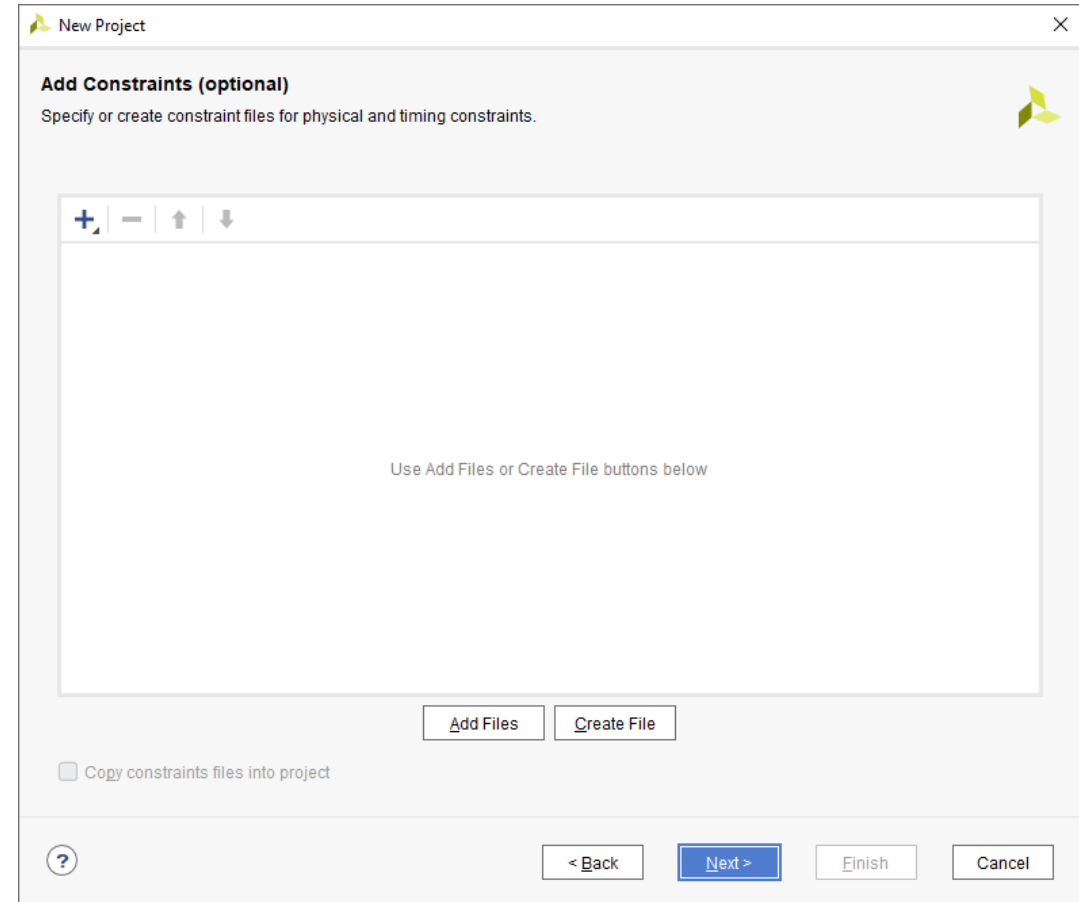 New Project
Add Constraints (optional)
Specify or create constraint files for physical and timing constraints.
Use Add Files or Create File buttons below
Add Files Create File
Copy constraints files into project
? < Back Next > Finish Cancel